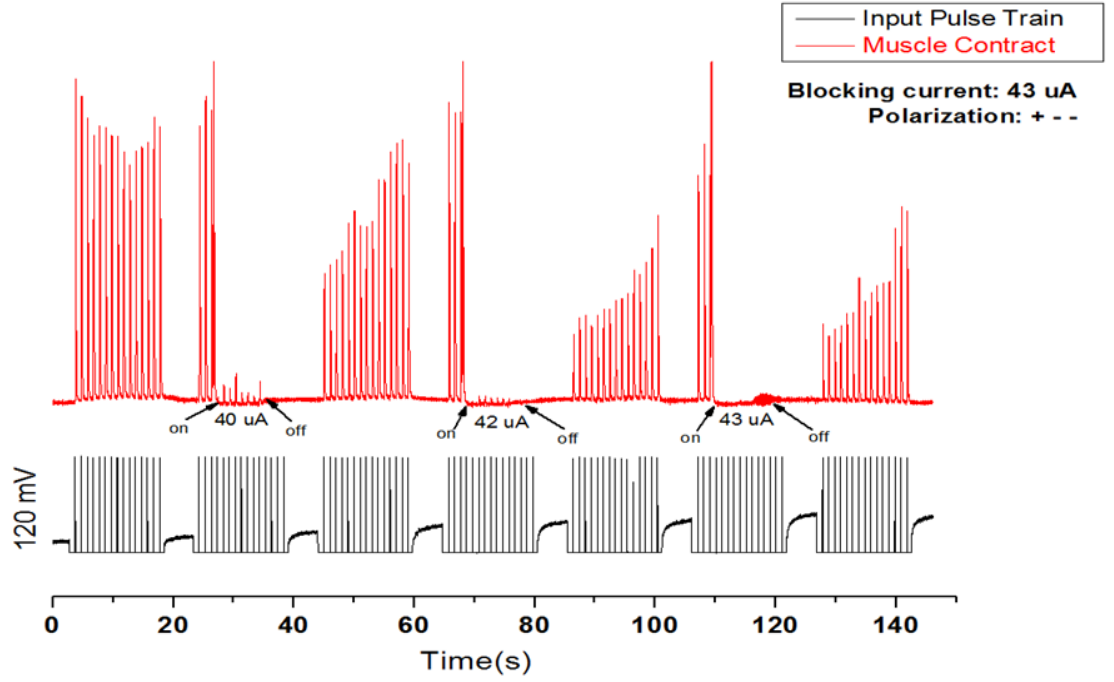 Input Pulse Train
Muscle Contract
Blocking current: 43 uA
Polarization: + - -
on
40 uA
off
on
42 uA
off
on
43 uA
off
120 mV
0
20
40
60
80
100
120
140
Time(s)